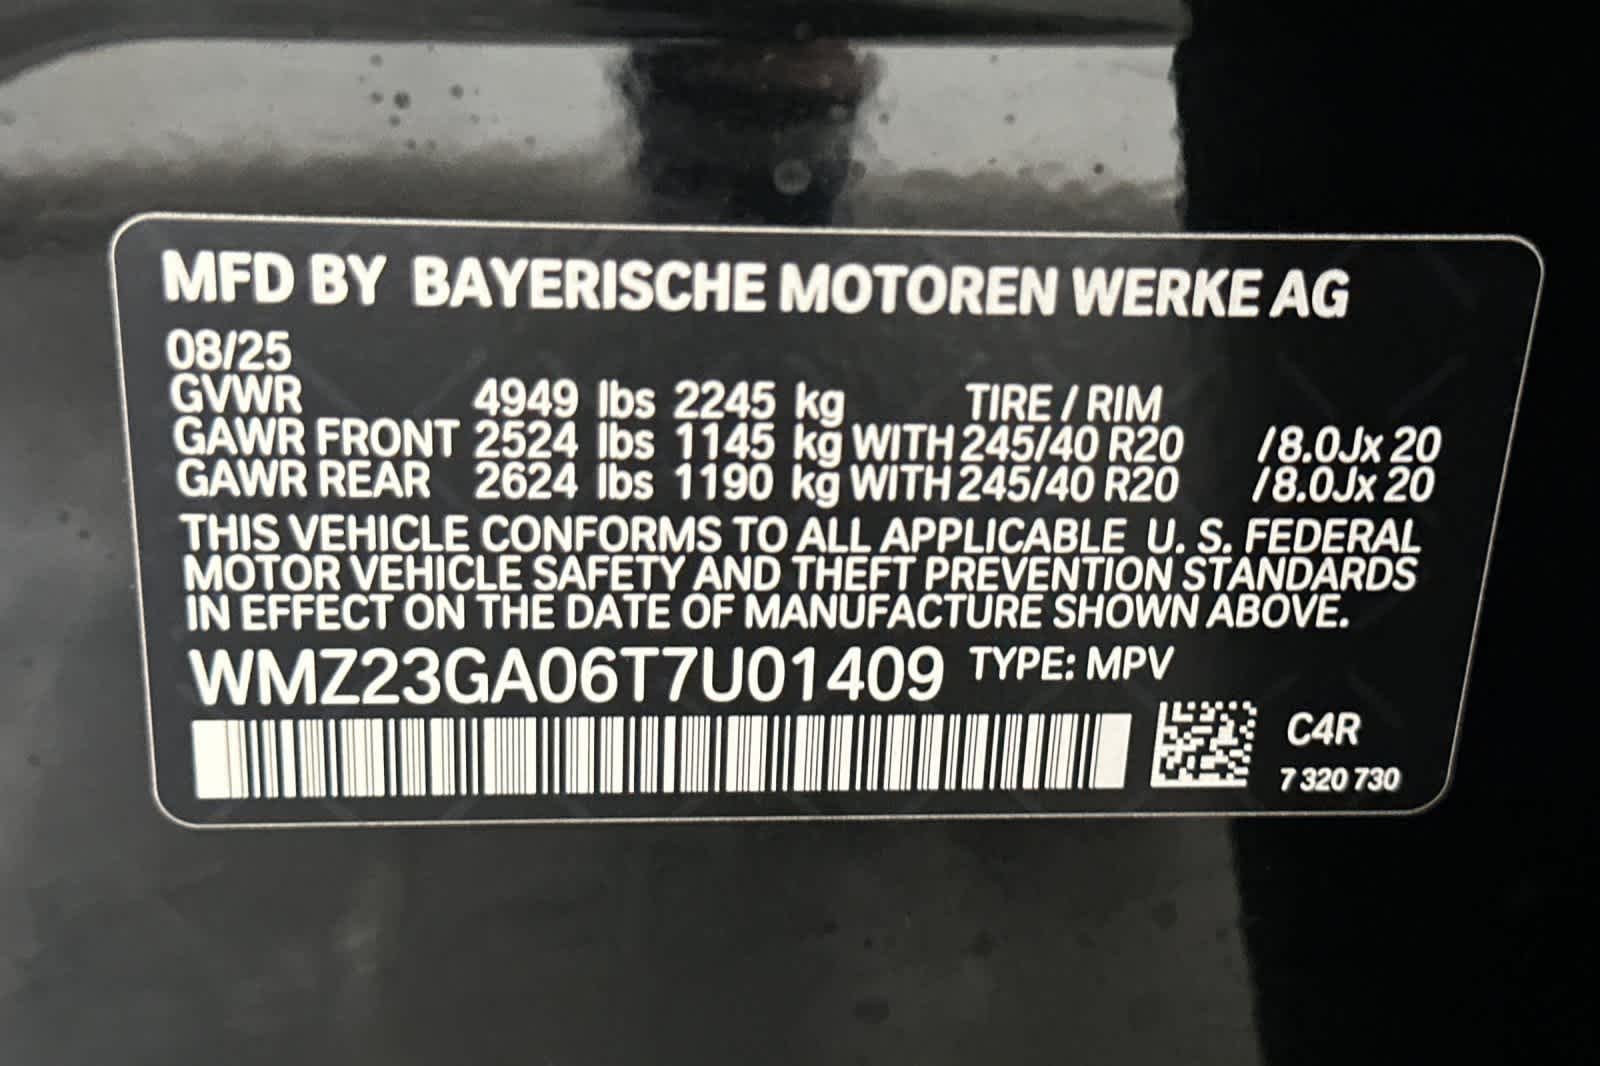 MFD BY BAYERISCHE MOTOREN WERKE AG
08/25
GVWR 4949 lbs 2245 kg TIRE / RIM
GAWR FRONT 2524 lbs 1145 kg WITH 245/40 R20 /8.0Jx 20
GAWR REAR 2624 lbs 1190 kg WITH 245/40 R20 /8.0Jx 20
THIS VEHICLE CONFORMS TO ALL APPLICABLE U. S. FEDERAL
MOTOR VEHICLE SAFETY AND THEFT PREVENTION STANDARDS
IN EFFECT ON THE DATE OF MANUFACTURE SHOWN ABOVE.
WMZ23GA06T7U01409 TYPE: MPV
C4R
7 320 730